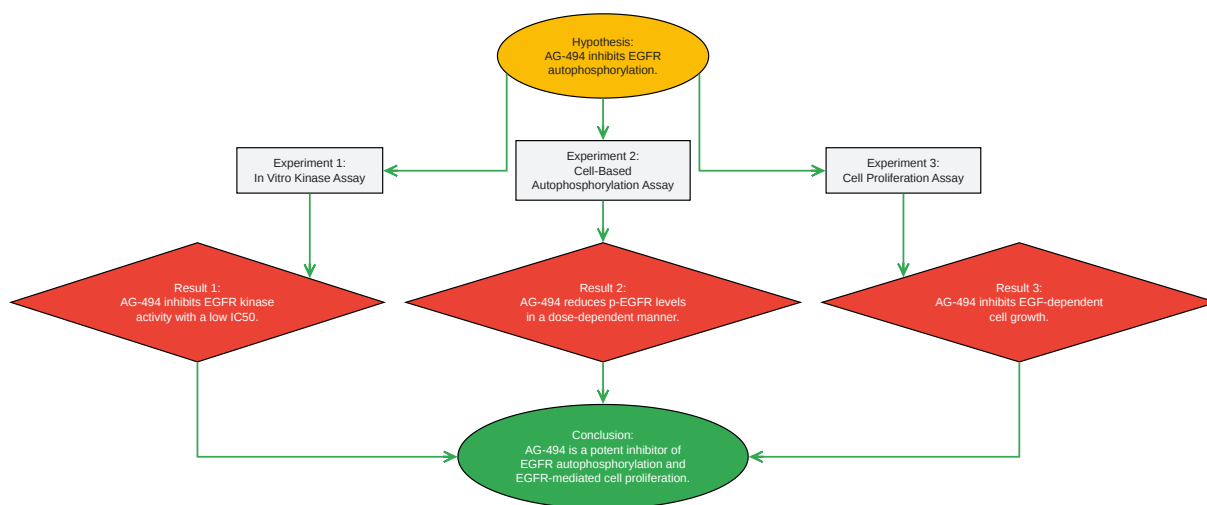 Hypothesis:
AG-494 inhibits EGFR
autophosphorylation.
Experiment 1:
In Vitro Kinase Assay
Experiment 2:
Cell-Based
Autophosphorylation Assay
Experiment 3:
Cell Proliferation Assay
Result 1:
AG-494 inhibits EGFR kinase
activity with a low IC50.
Result 2:
AG-494 reduces p-EGFR levels
in a dose-dependent manner.
Result 3:
AG-494 inhibits EGF-dependent
cell growth.
Conclusion:
AG-494 is a potent inhibitor of
EGFR autophosphorylation and
EGFR-mediated cell proliferation.